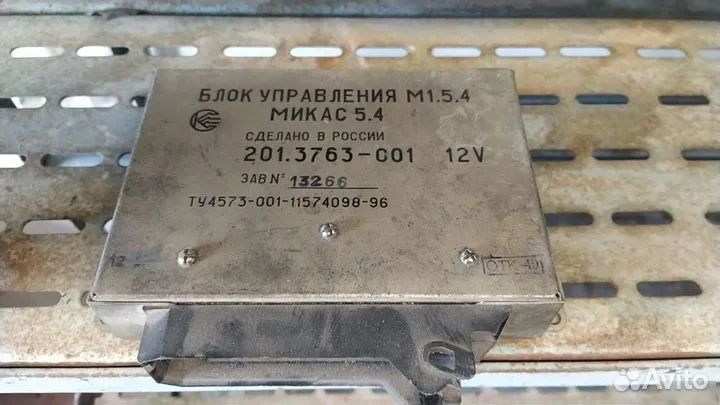 БЛОК УПРАВЛЕНИЯ М1.5.4
МИКАС 5.4
СДЕЛАНО В РОССИИ
201.3763-001 12V
ЗАВ № 13266
ТУ4573-001-11574098-96
12
ОТК-40
Avito